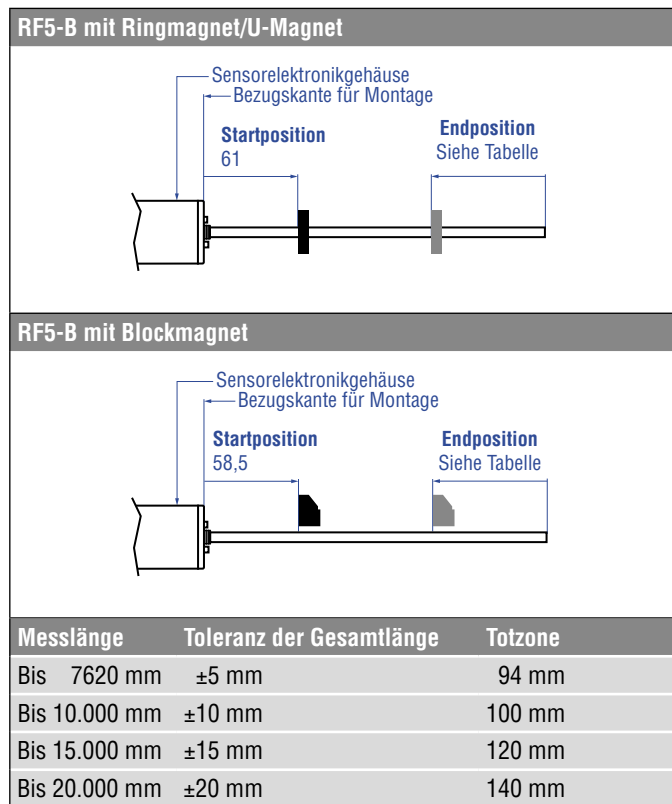 RF5-B mit Ringmagnet/U-Magnet
Sensorelektronikgehäuse
Bezugskante für Montage
Startposition
61
Endposition
Siehe Tabelle
RF5-B mit Blockmagnet
Sensorelektronikgehäuse
Bezugskante für Montage
Startposition
58,5
Endposition
Siehe Tabelle
Messlänge Toleranz der Gesamtlänge Totzone
Bis 7620 mm ±5 mm 94 mm
Bis 10.000 mm ±10 mm 100 mm
Bis 15.000 mm ±15 mm 120 mm
Bis 20.000 mm ±20 mm 140 mm